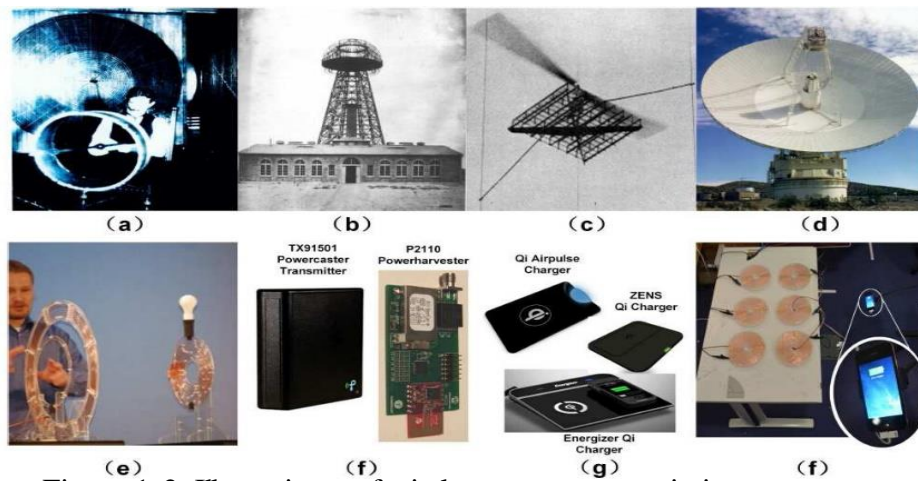 (a)
(b)
(c)
(d)
TX91501
Powercaster
Transmitter
P2110
Powerharvester
Qi Airpulse
Charger
ZENS
Qi Charger
Energizer Qi
Charger
(e)
(f)
(g)
(f)